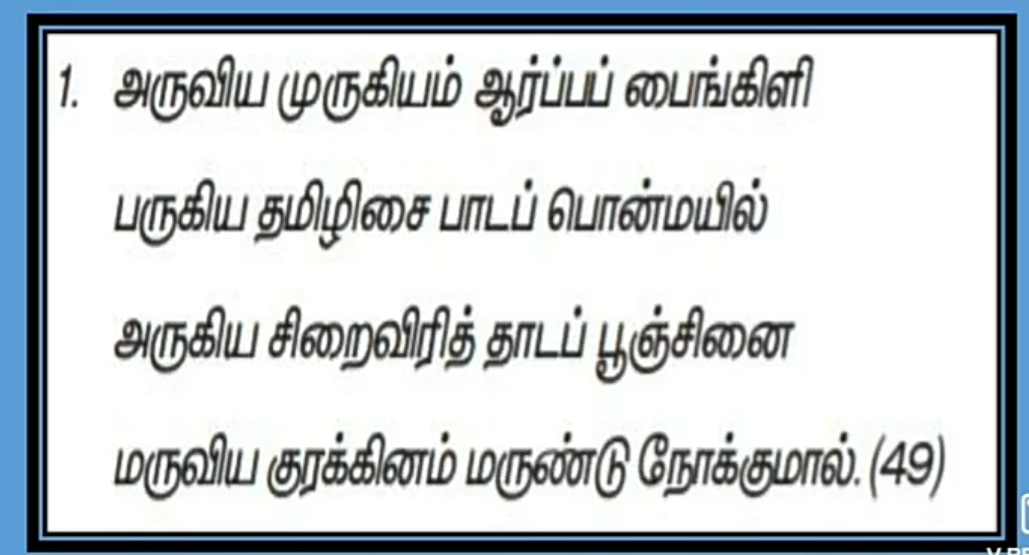 1. அருவிய முருகியம் ஆர்ப்பப் பைங்கிளி
பருகிய தமிழிசை பாடப் பொன்மயில்
அருகிய சிறைவிரித் தாடப் பூஞ்சினை
மருவிய குரக்கினம் மருண்டு நோக்குமால். (49)